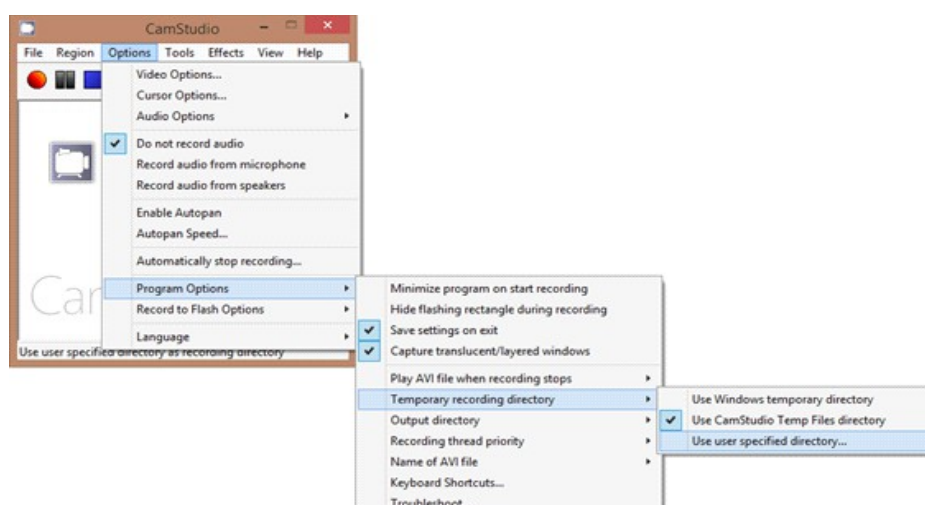 CamStudio
File Region Options Tools Effects View Help
Video Options...
Cursor Options...
Audio Options
Do not record audio
Record audio from microphone
Record audio from speakers
Enable Autopan
Autopan Speed...
Automatically stop recording...
Program Options
Record to Flash Options
Language
Use user specified directory as recording directory
Minimize program on start recording
Hide flashing rectangle during recording
Save settings on exit
Capture translucent/layered windows
Play AVI file when recording stops
Temporary recording directory
Output directory
Recording thread priority
Name of AVI file
Keyboard Shortcuts...
Troubleshoot
Use Windows temporary directory
Use CamStudio Temp Files directory
Use user specified directory...